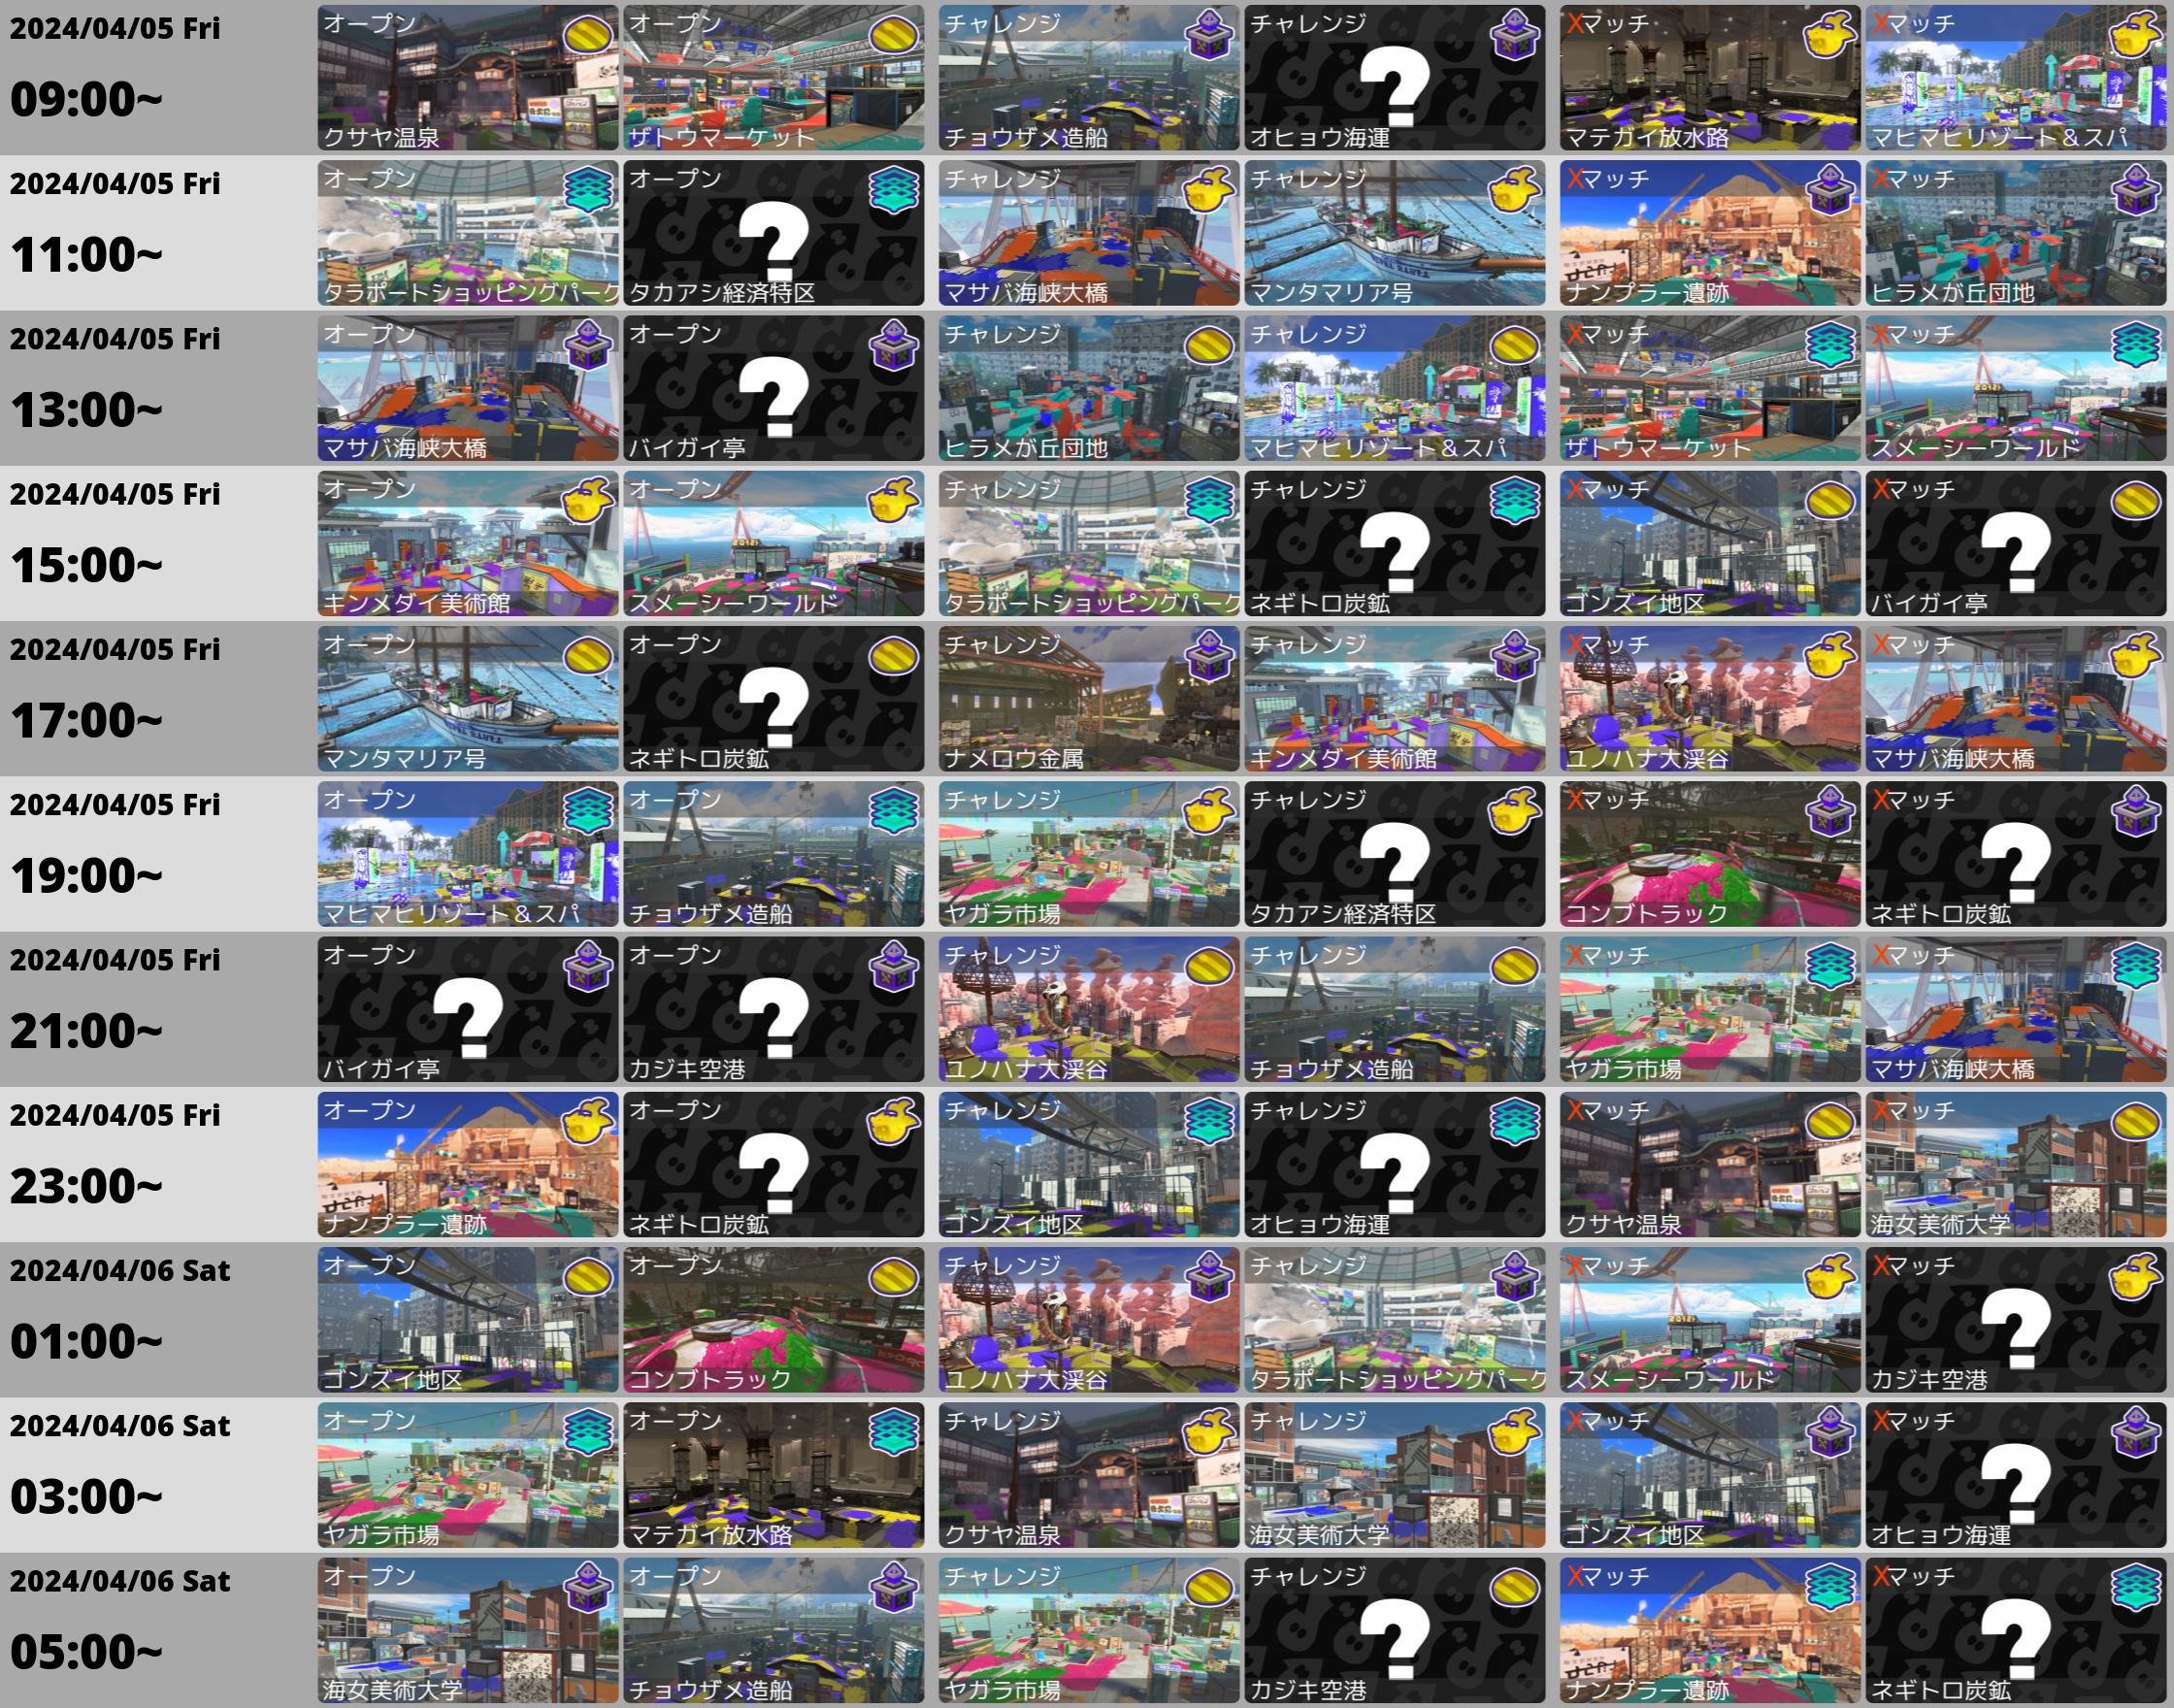 2024/04/05 Fri
09:00~
オープン オープン チャレンジ チャレンジ Xマッチ Xマッチ
クサヤ温泉 ザトウマーケット チョウザメ造船 オヒョウ海運 マテガイ放水路 マヒマヒリゾート＆スパ
2024/04/05 Fri
11:00~
オープン オープン チャレンジ チャレンジ Xマッチ Xマッチ
タラポートショッピングパーク タカアシ経済特区 マサバ海峡大橋 マンタマリア号 ナンプラー遺跡 ヒラメが丘団地
2024/04/05 Fri
13:00~
オープン オープン チャレンジ チャレンジ Xマッチ Xマッチ
マサバ海峡大橋 バイガイ亭 ヒラメが丘団地 マヒマヒリゾート＆スパ ザトウマーケット スメーシーワールド
2024/04/05 Fri
15:00~
オープン オープン チャレンジ チャレンジ Xマッチ Xマッチ
キンメダイ美術館 スメーシーワールド タラポートショッピングパーク ネギトロ炭鉱 ゴンズイ地区 バイガイ亭
2024/04/05 Fri
17:00~
オープン オープン チャレンジ チャレンジ Xマッチ Xマッチ
マンタマリア号 ネギトロ炭鉱 ナメロウ金属 キンメダイ美術館 ユノハナ大渓谷 マサバ海峡大橋
2024/04/05 Fri
19:00~
オープン オープン チャレンジ チャレンジ Xマッチ Xマッチ
マヒマヒリゾート＆スパ チョウザメ造船 ヤガラ市場 タカアシ経済特区 コンブトラック ネギトロ炭鉱
2024/04/05 Fri
21:00~
オープン オープン チャレンジ チャレンジ Xマッチ Xマッチ
バイガイ亭 カジキ空港 ユノハナ大渓谷 チョウザメ造船 ヤガラ市場 マサバ海峡大橋
2024/04/05 Fri
23:00~
オープン オープン チャレンジ チャレンジ Xマッチ Xマッチ
ナンプラー遺跡 ネギトロ炭鉱 ゴンズイ地区 オヒョウ海運 クサヤ温泉 海女美術大学
2024/04/06 Sat
01:00~
オープン オープン チャレンジ チャレンジ Xマッチ Xマッチ
ゴンズイ地区 コンブトラック ユノハナ大渓谷 タラポートショッピングパーク スメーシーワールド カジキ空港
2024/04/06 Sat
03:00~
オープン オープン チャレンジ チャレンジ Xマッチ Xマッチ
ヤガラ市場 マテガイ放水路 クサヤ温泉 海女美術大学 ゴンズイ地区 オヒョウ海運
2024/04/06 Sat
05:00~
オープン オープン チャレンジ チャレンジ Xマッチ Xマッチ
海女美術大学 チョウザメ造船 ヤガラ市場 カジキ空港 ナンプラー遺跡 ネギトロ炭鉱